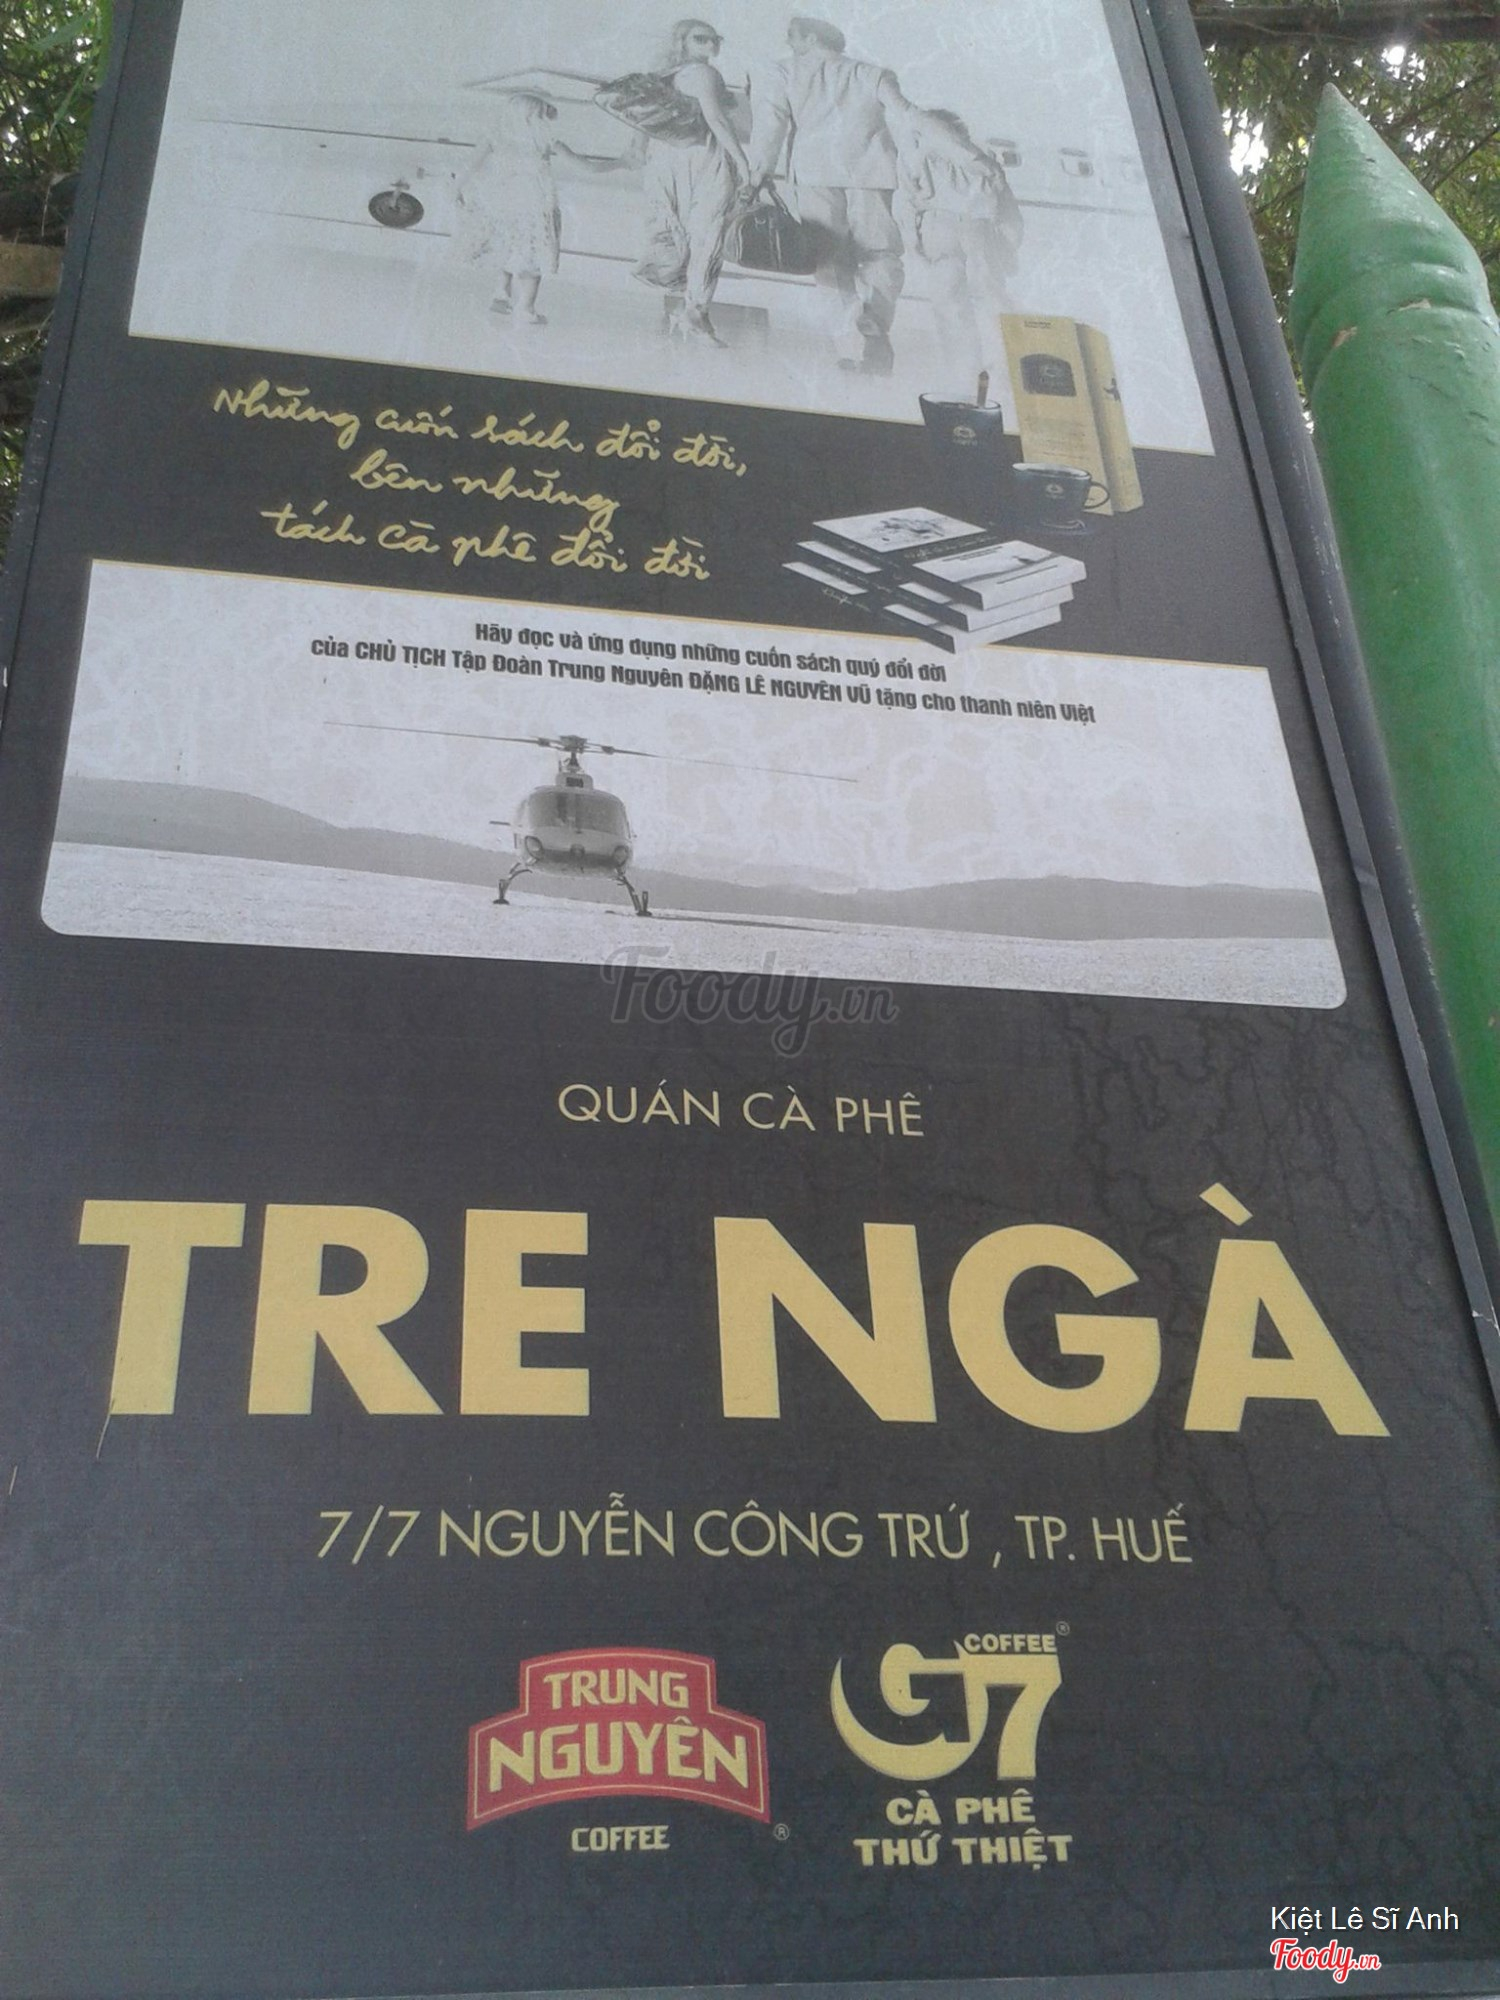 Những cuốn sách đổi đời,
bên những
tách cà phê đổi đời
Hãy đọc và ứng dụng những cuốn sách quý đổi đời
của CHỦ TỊCH Tập Đoàn Trung Nguyên ĐẶNG LÊ NGUYÊN VŨ tặng cho thanh niên Việt
Foody.vn
QUÁN CÀ PHÊ
TRE NGÀ
7/7 NGUYỄN CÔNG TRỨ , TP. HUẾ
TRUNG
NGUYÊN
COFFEE
®
COFFEE®
G7
CÀ PHÊ
THỨ THIỆT
Kiệt Lê Sĩ Anh
Foody.vn